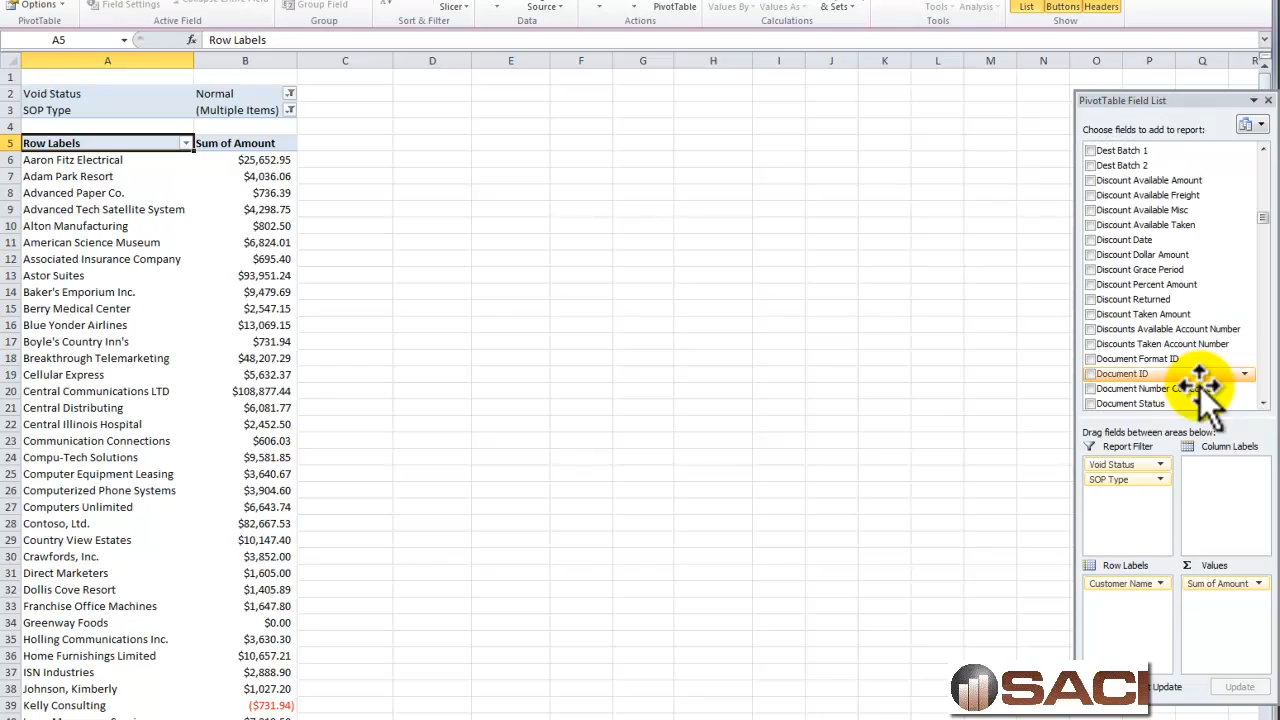 Options Field Settings Collapse Entire Field Group Field Slicer Source PivotTable Values By Values As & Sets Tools Analysis List Buttons Headers
PivotTable Active Field Group Sort & Filter Data Actions Calculations Tools Show
A5 fx Row Labels
A B C D E F G H I J K L M N O P Q R
1
2 Void Status Normal
3 SOP Type (Multiple Items)
4
5 Row Labels Sum of Amount
6 Aaron Fitz Electrical $25,652.95
7 Adam Park Resort $4,036.06
8 Advanced Paper Co. $736.39
9 Advanced Tech Satellite System $4,298.75
10 Alton Manufacturing $802.50
11 American Science Museum $6,824.01
12 Associated Insurance Company $695.40
13 Astor Suites $93,951.24
14 Baker's Emporium Inc. $9,479.69
15 Berry Medical Center $2,547.15
16 Blue Yonder Airlines $13,069.15
17 Boyle's Country Inn's $731.94
18 Breakthrough Telemarketing $48,207.29
19 Cellular Express $5,632.37
20 Central Communications LTD $108,877.44
21 Central Distributing $6,081.77
22 Central Illinois Hospital $2,452.50
23 Communication Connections $606.03
24 Compu-Tech Solutions $9,581.85
25 Computer Equipment Leasing $3,640.67
26 Computerized Phone Systems $3,904.60
27 Computers Unlimited $6,643.74
28 Contoso, Ltd. $82,667.53
29 Country View Estates $10,147.40
30 Crawfords, Inc. $3,852.00
31 Direct Marketers $1,605.00
32 Dollis Cove Resort $1,405.89
33 Franchise Office Machines $1,647.80
34 Greenway Foods $0.00
35 Holling Communications Inc. $3,630.30
36 Home Furnishings Limited $10,657.21
37 ISN Industries $2,888.90
38 Johnson, Kimberly $1,027.20
39 Kelly Consulting ($731.94)
PivotTable Field List
Choose fields to add to report:
Dest Batch 1
Dest Batch 2
Discount Available Amount
Discount Available Freight
Discount Available Misc
Discount Available Taken
Discount Date
Discount Dollar Amount
Discount Grace Period
Discount Percent Amount
Discount Returned
Discount Taken Amount
Discounts Available Account Number
Discounts Taken Account Number
Document Format ID
Document ID
Document Number
Document Status
Drag fields between areas below:
Report Filter Column Labels
Void Status
SOP Type
Row Labels Σ Values
Customer Name Sum of Amount
Update Update
SACI